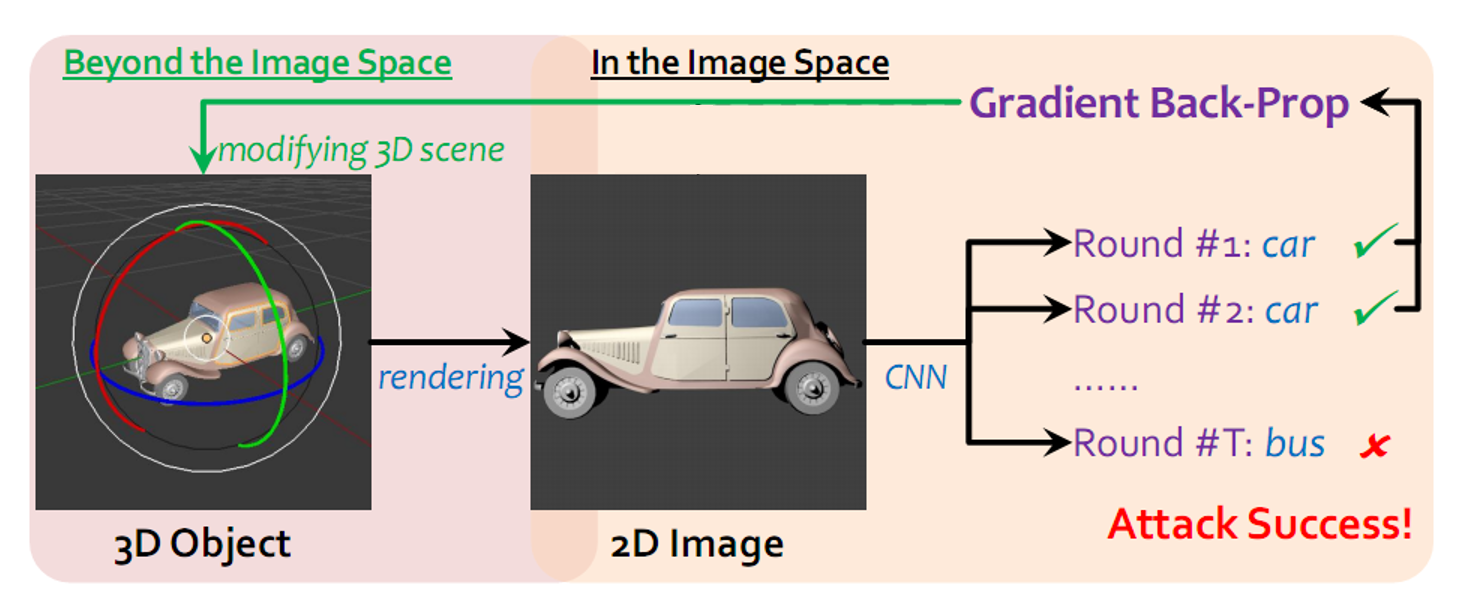 Beyond the Image Space
In the Image Space
Gradient Back-Prop
modifying 3D scene
rendering
CNN
Round #1: car ✓
Round #2: car ✓
......
Round #T: bus ✘
Attack Success!
3D Object
2D Image